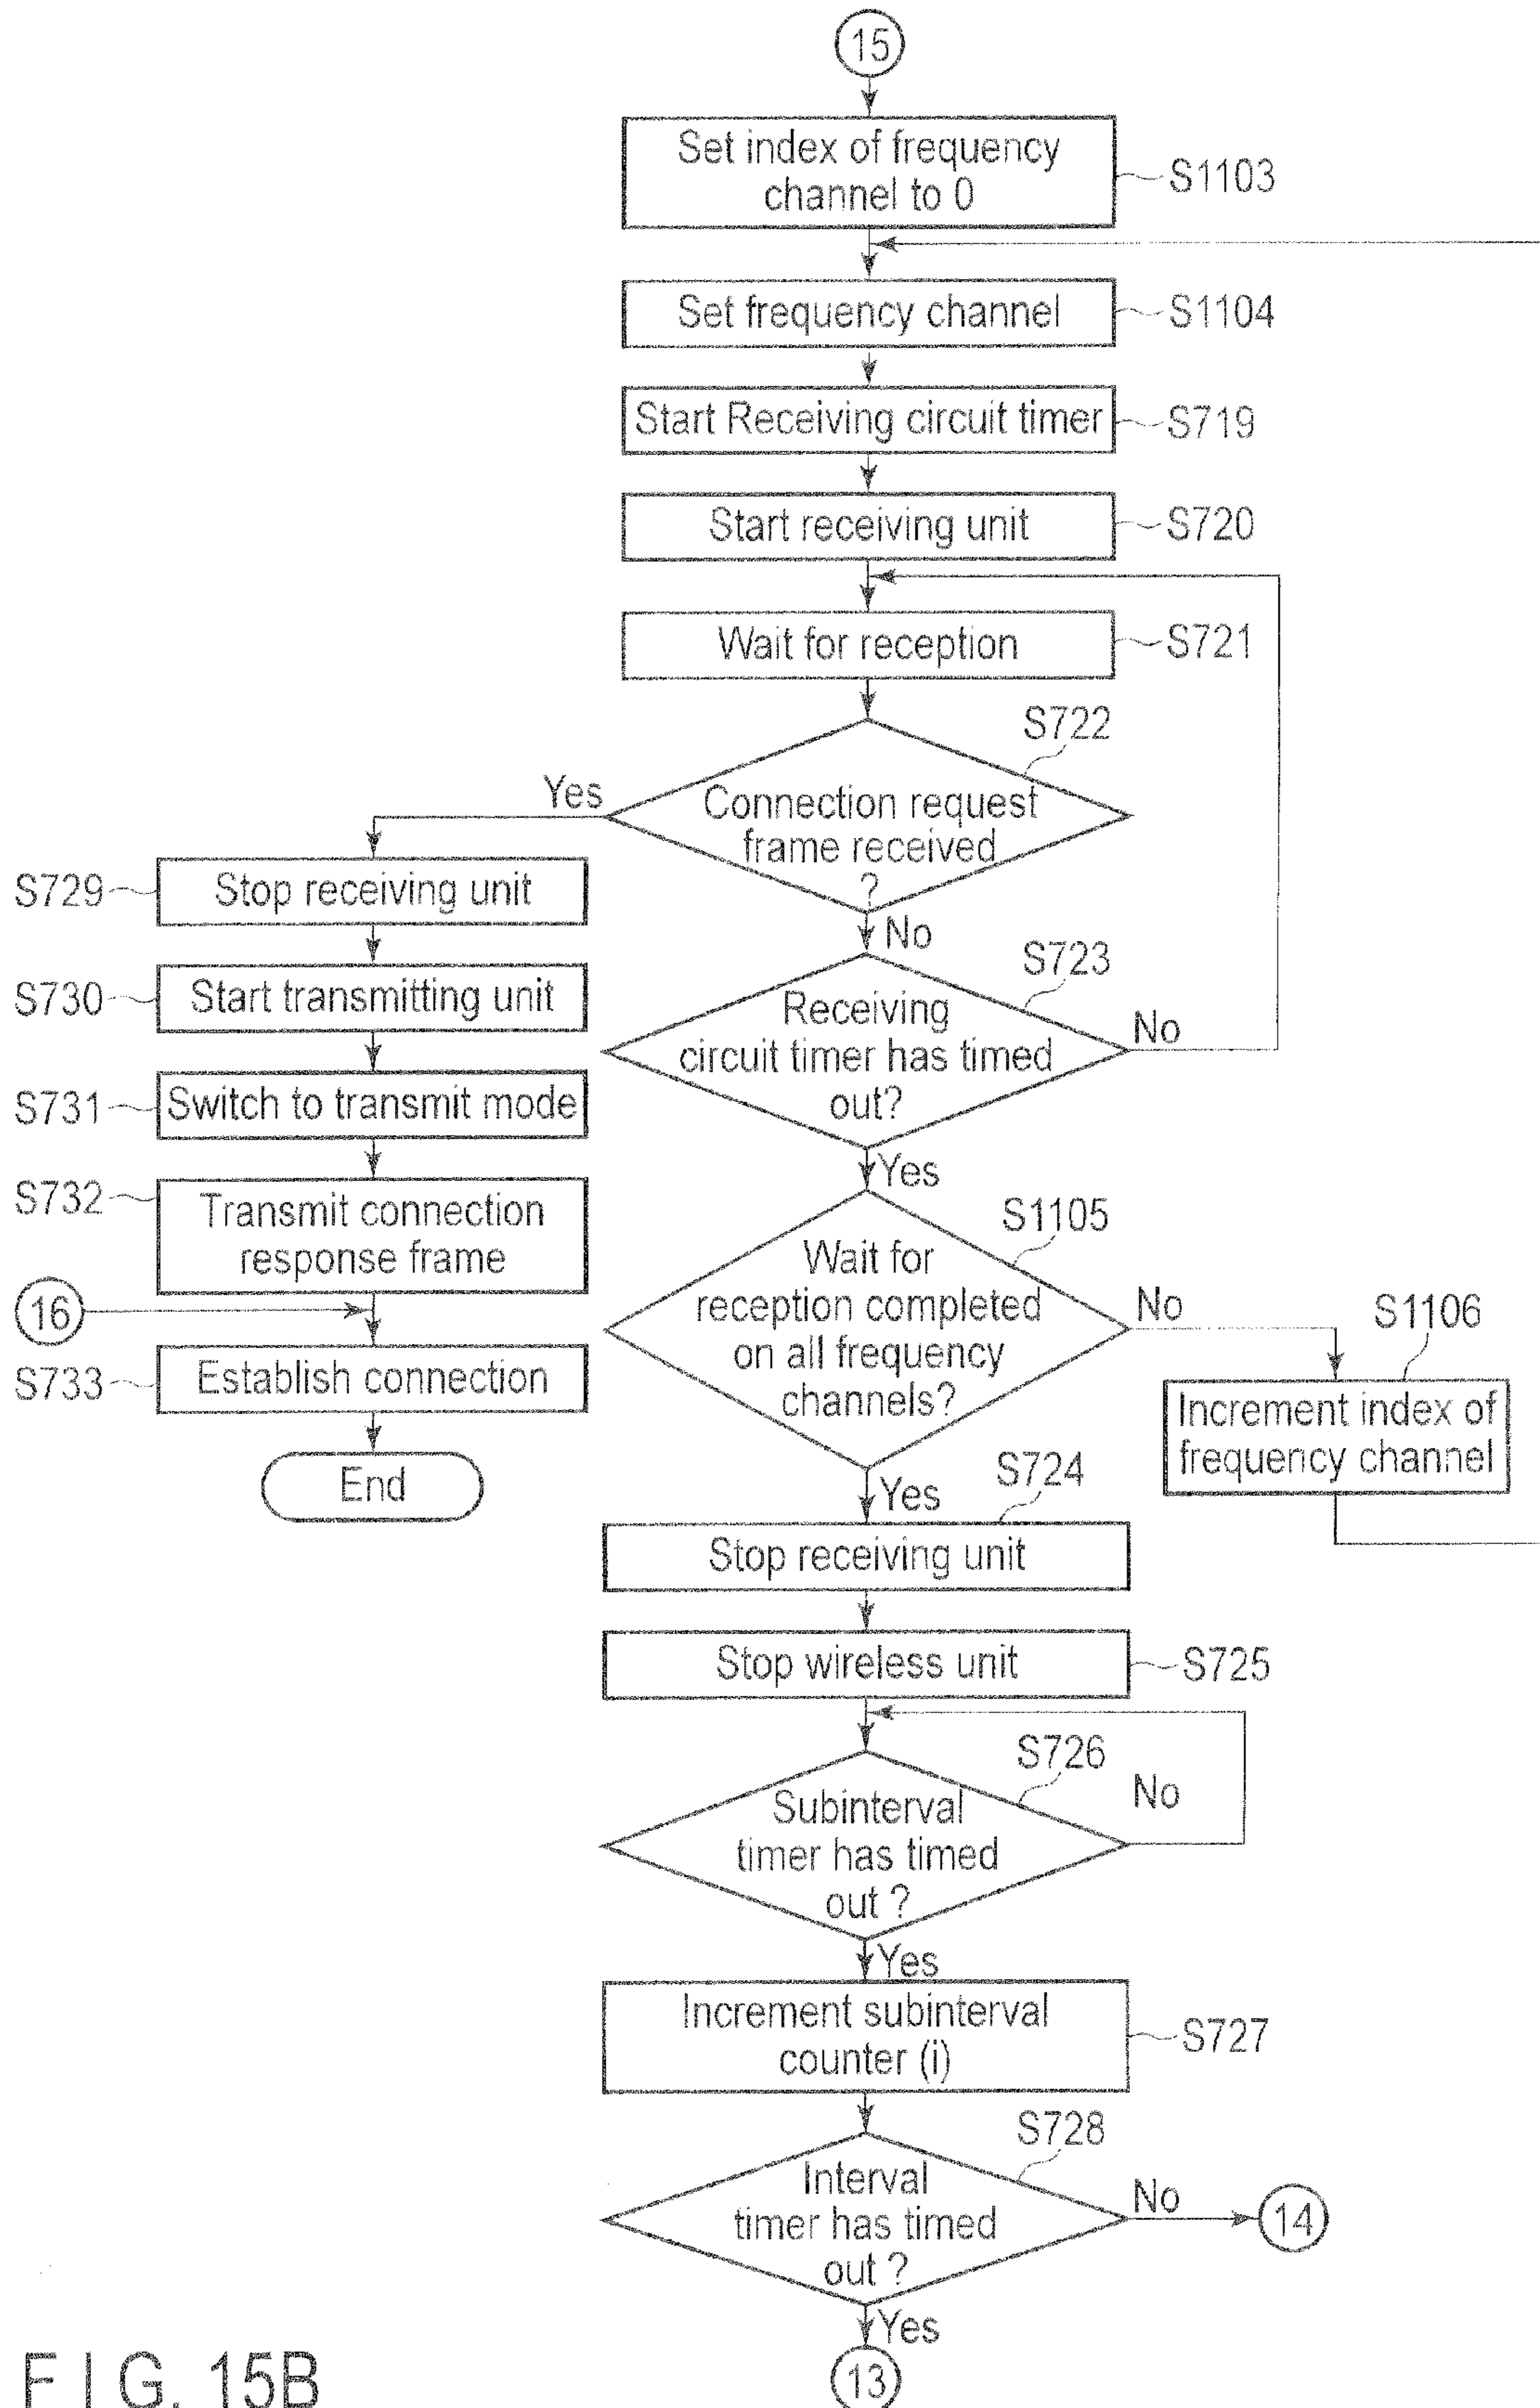 15
Set index of frequency
channel to 0
S1103
Set frequency channel
S1104
Start Receiving circuit timer
S719
Start receiving unit
S720
Wait for reception
S721
S722
Yes
Connection request
frame received
?
S729
Stop receiving unit
No
S723
S730
Start transmitting unit
Receiving
circuit timer has timed
out?
No
S731
Switch to transmit mode
Yes
S732
Transmit connection
response frame
S1105
Wait for
reception completed
on all frequency
channels?
No
S1106
16
S733
Establish connection
Increment index of
frequency channel
End
Yes
S724
Stop receiving unit
Stop wireless unit
S725
S726
No
Subinterval
timer has timed
out ?
Yes
Increment subinterval
counter (i)
S727
S728
Interval
timer has timed
out ?
No
14
Yes
13
FIG. 15B